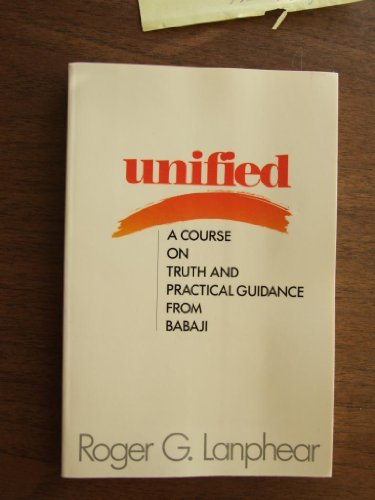 unified
A COURSE
ON
TRUTH AND
PRACTICAL GUIDANCE
FROM
BABAJI
Roger G. Lanphear